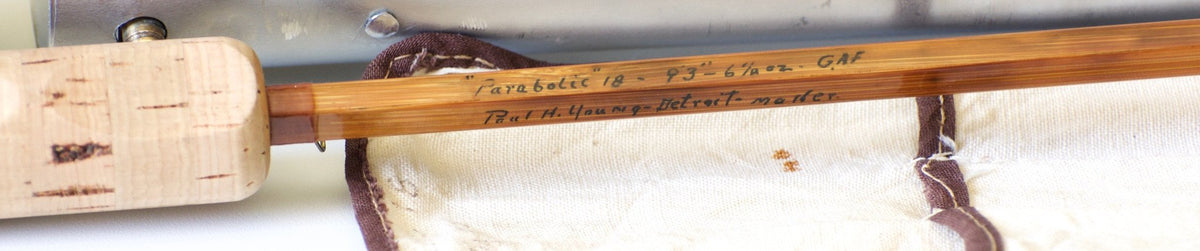 "Parabolic" 18 - 9'3" - 6⅛ oz. GAF
Paul H. Young - Detroit - maker.